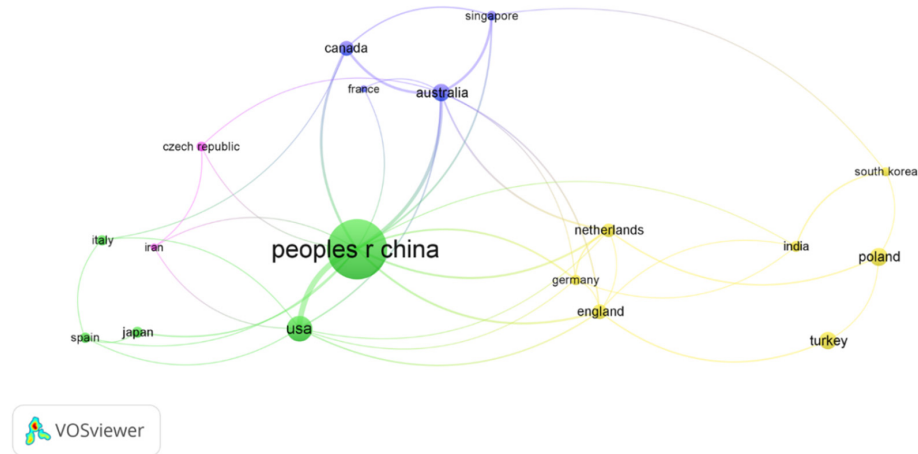 singapore
canada
france
australia
czech republic
south korea
netherlands
italy
iran
peoples r china
india
poland
germany
england
usa
japan
spain
turkey
VOSviewer